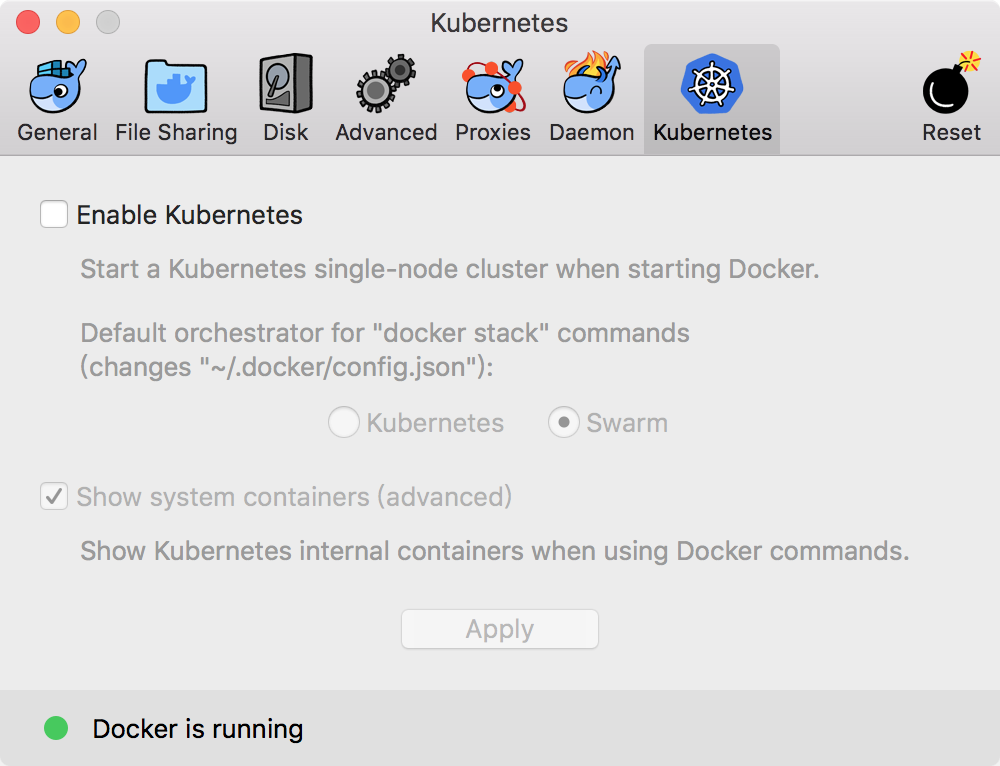 Kubernetes
General
File Sharing
Disk
Advanced
Proxies
Daemon
Kubernetes
Reset
Enable Kubernetes
Start a Kubernetes single-node cluster when starting Docker.
Default orchestrator for "docker stack" commands
(changes "~/.docker/config.json"):
Kubernetes
Swarm
Show system containers (advanced)
Show Kubernetes internal containers when using Docker commands.
Apply
Docker is running